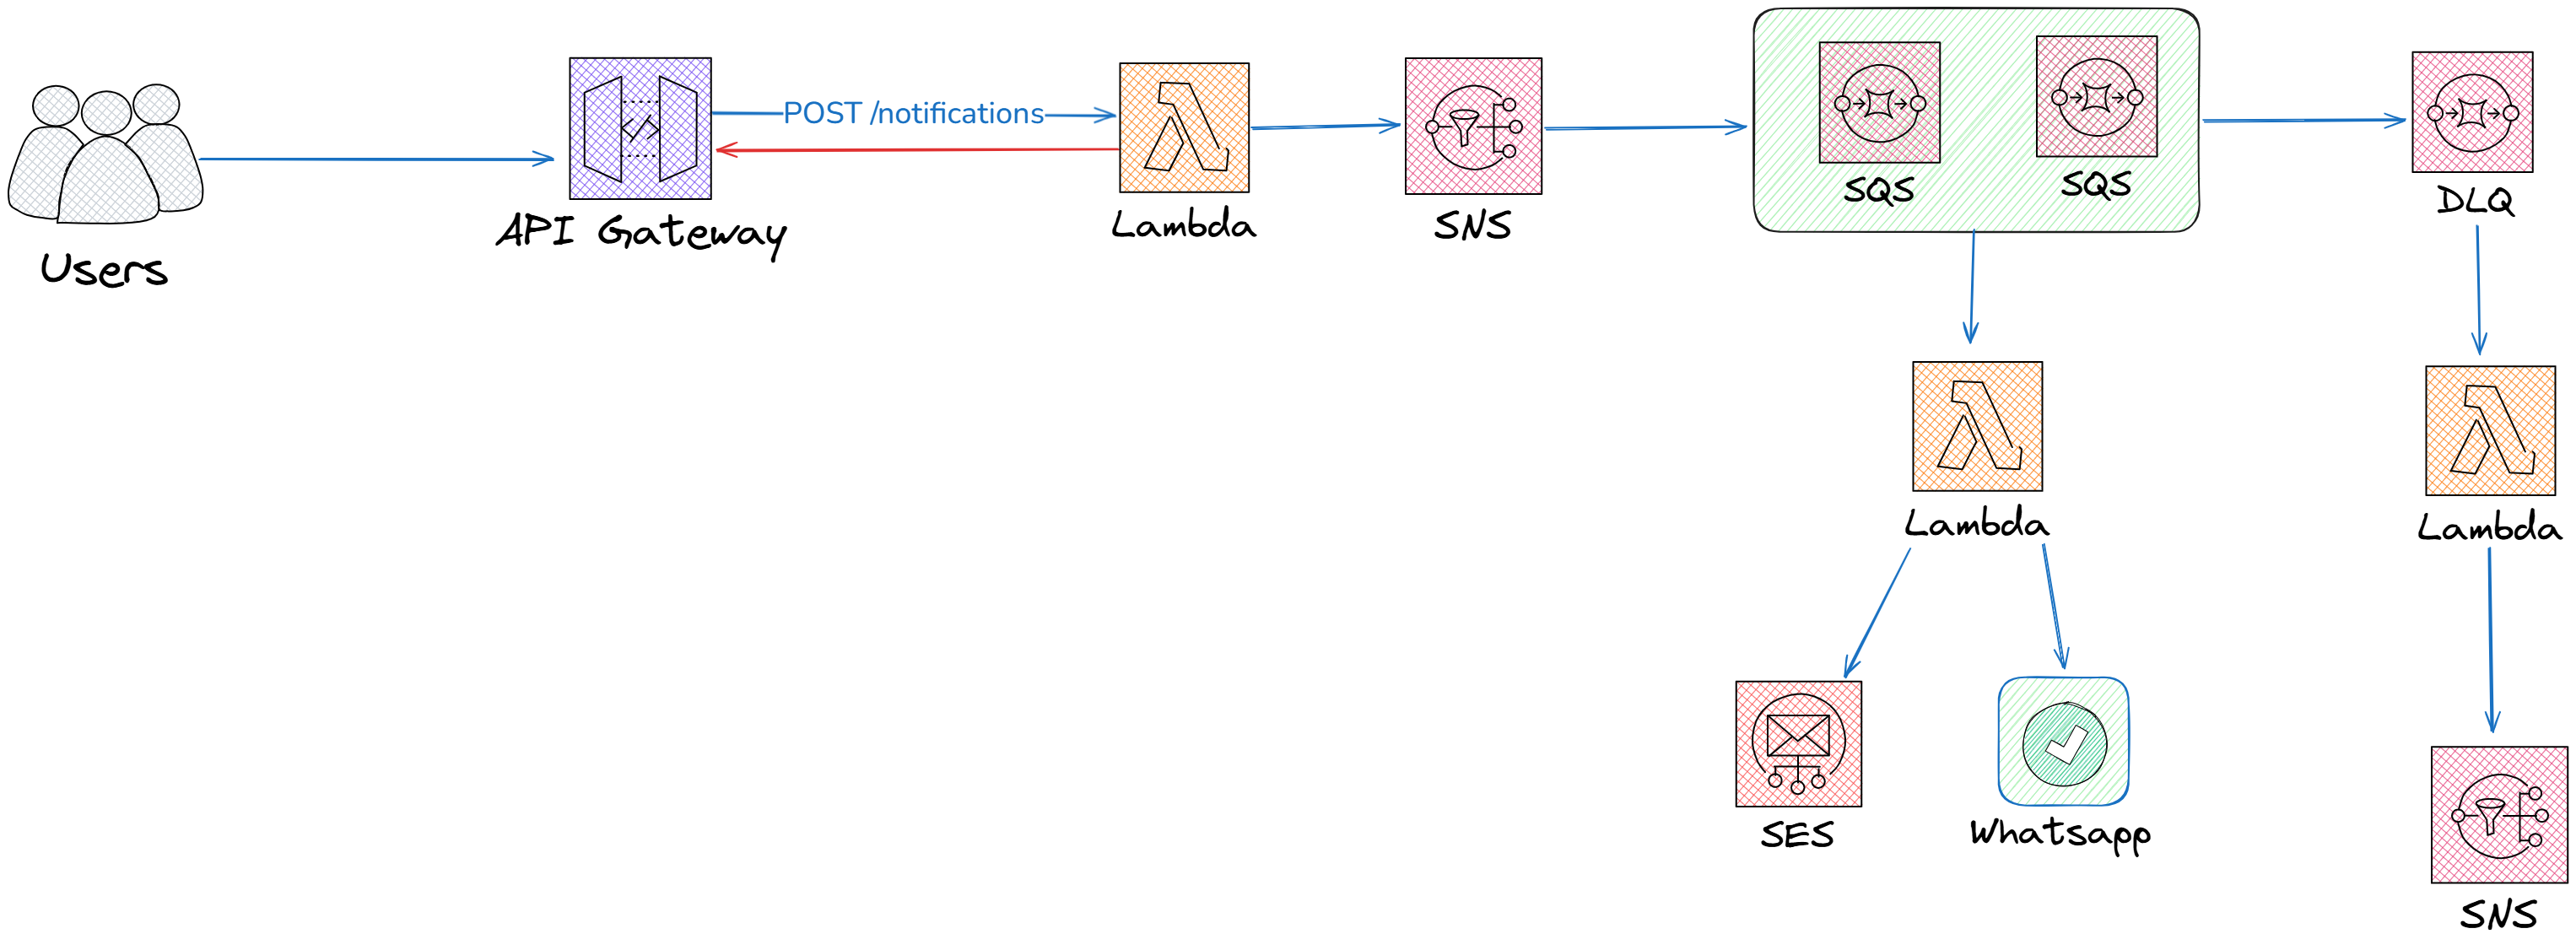 Users
API Gateway
POST /notifications
Lambda
SNS
SQS
SQS
DLQ
Lambda
Lambda
SES
Whatsapp
SNS